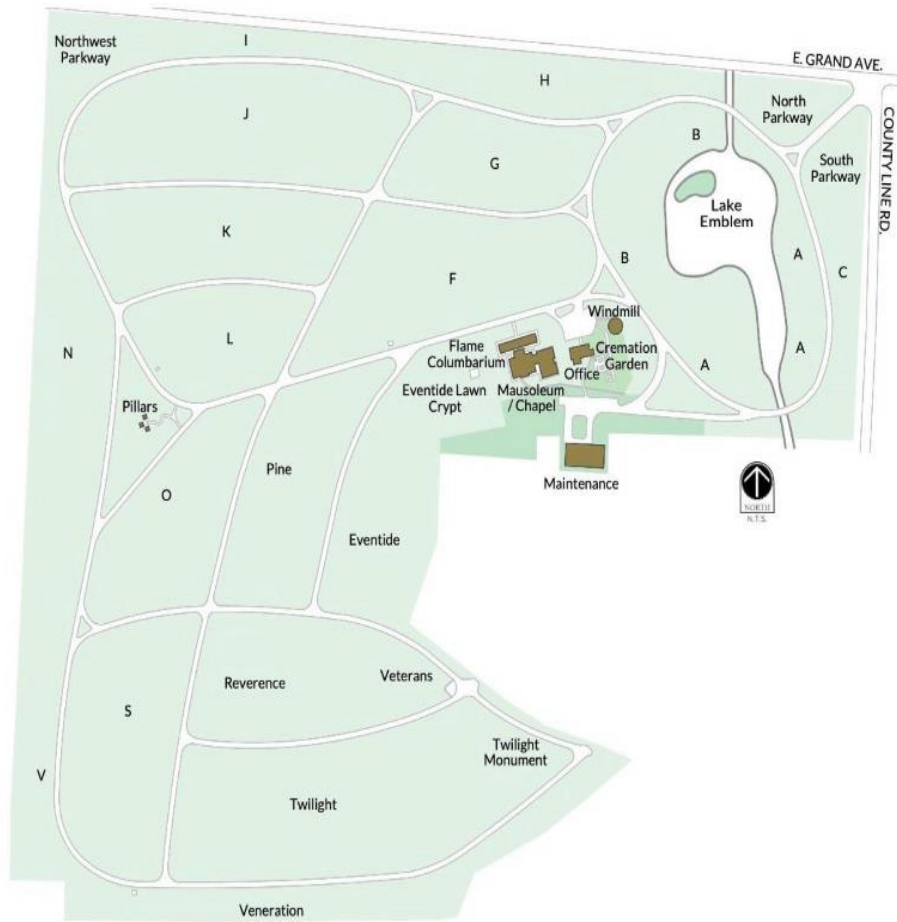 Northwest
Parkway
I
H
E. GRAND AVE.
North
Parkway
COUNTY LINE RD.
J
B
G
South
Parkway
Lake
Emblem
K
B
A
C
F
Windmill
L
N
Flame
Columbarium
Cremation
Garden
Office
A
A
Eventide Lawn
Crypt
Mausoleum
/ Chapel
Pillars
Pine
O
Maintenance
NORTH
N.T.S.
Eventide
Reverence
Veterans
S
Twilight
Monument
V
Twilight
Veneration